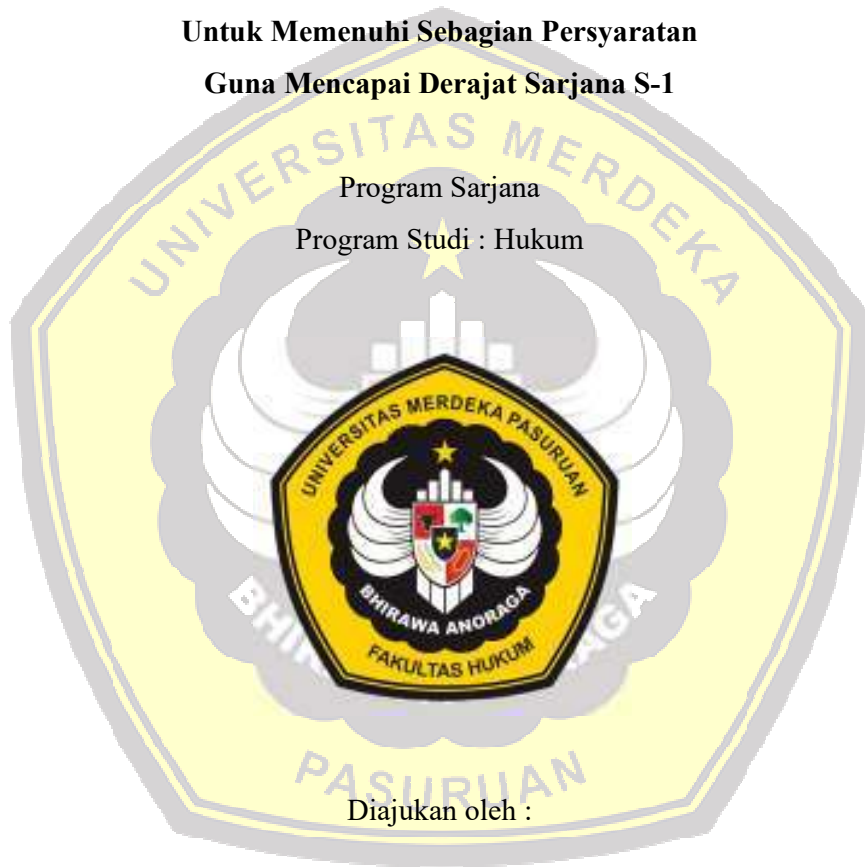 Untuk Memenuhi Sebagian Persyaratan
Guna Mencapai Derajat Sarjana S-1
UNIVERSITAS MERDEKA
Program Sarjana
Program Studi : Hukum
UNIVERSITAS MERDEKA PASURUAN
BHIRAWA ANORAGA
FAKULTAS HUKUM
PASURUAN
Diajukan oleh :